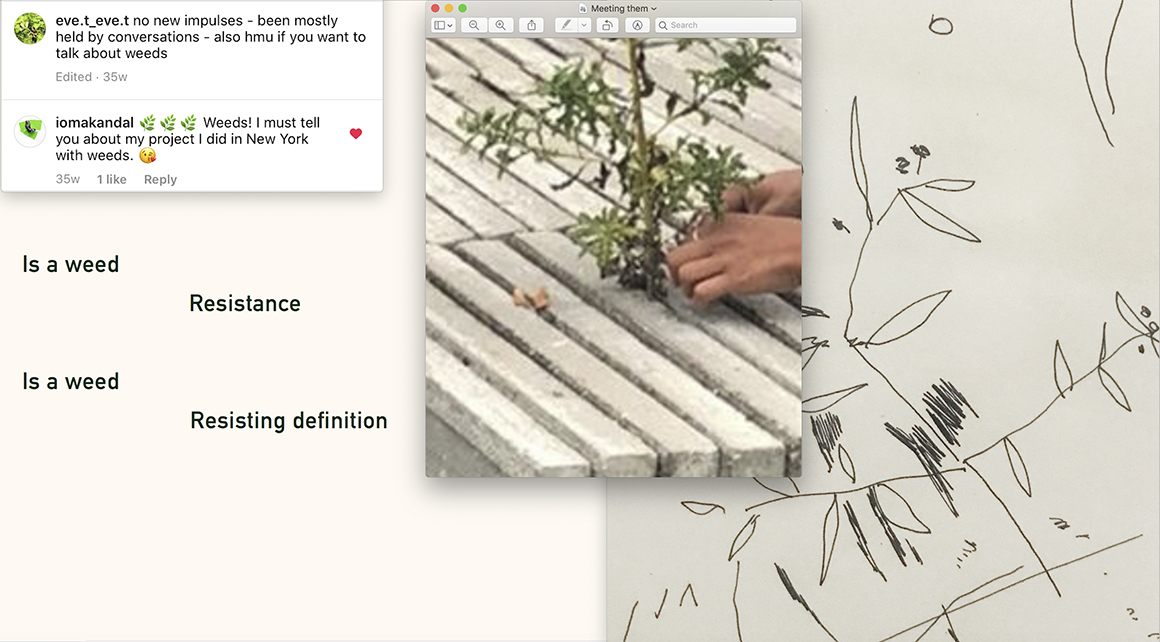 eve.t_eve.t no new impulses - been mostly
held by conversations - also hmu if you want to
talk about weeds
Edited · 35w
iomakandal 🌿🌿🌿 Weeds! I must tell
you about my project I did in New York
with weeds. 😘
35w 1 like Reply
Meeting them
Search
Is a weed
Resistance
Is a weed
Resisting definition